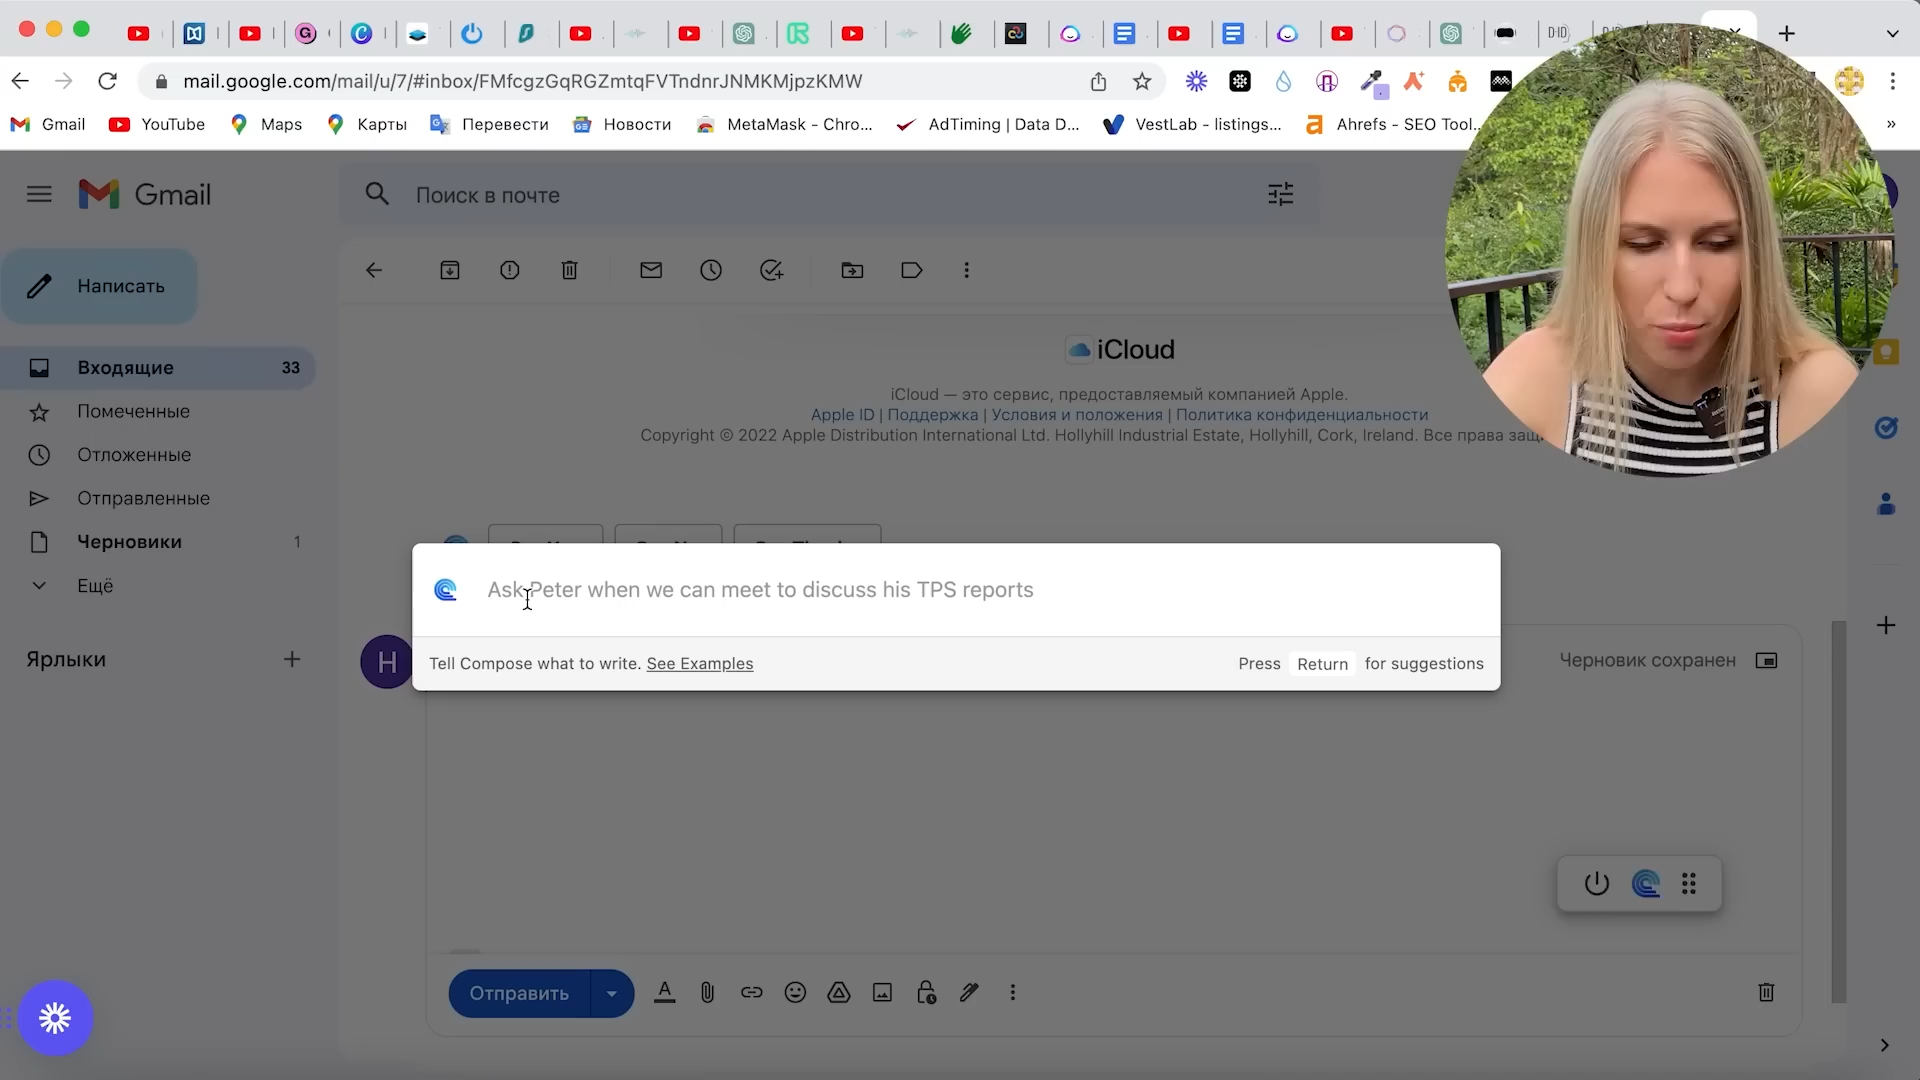 mail.google.com/mail/u/7/#inbox/FMfcgzGqRGZmtqFVTndnrJNMKMjpzKMW
Gmail YouTube Maps Карты Перевести Новости MetaMask - Chro... AdTiming | Data D... VestLab - listings... Ahrefs - SEO Tool...
Gmail
Поиск в почте
Написать
Входящие 33
Помеченные
Отложенные
Отправленные
Черновики 1
Ещё
Ярлыки
iCloud
iCloud — это сервис, предоставляемый компанией Apple.
Apple ID | Поддержка | Условия и положения | Политика конфиденциальности
Copyright © 2022 Apple Distribution International Ltd. Hollyhill Industrial Estate, Hollyhill, Cork, Ireland. Все права
Ask Peter when we can meet to discuss his TPS reports
Tell Compose what to write. See Examples
Press Return for suggestions
H
Черновик сохранен
Отправить